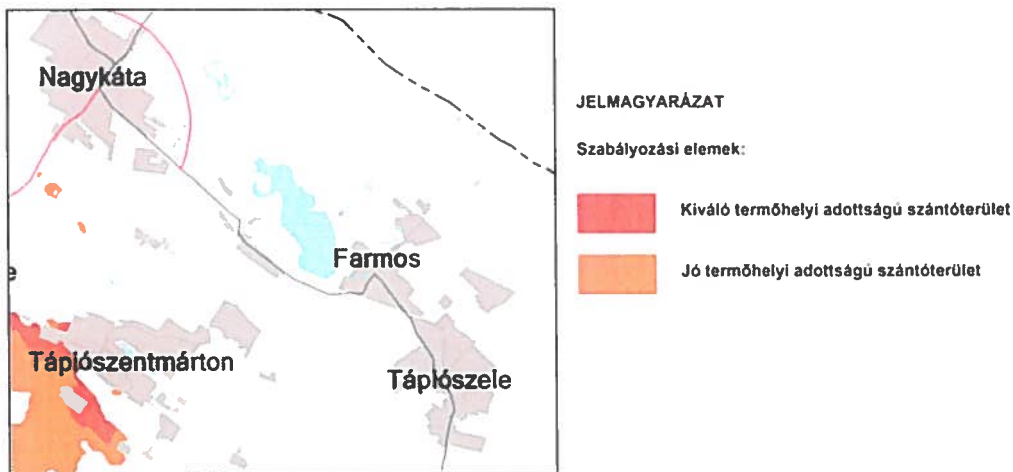 Nagykáta
Farmos
e
Tápiószentmárton
Tápiószele
JELMAGYARÁZAT
Szabályozási elemek:
Kiváló termőhelyi adottságú szántóterület
Jó termőhelyi adottságú szántóterület